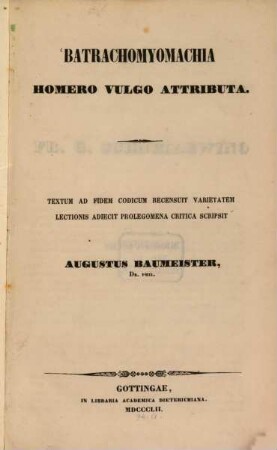 BATRACHOMYOMACHIA
HOMERO VULGO ATTRIBUTA.
TEXTUM AD FIDEM CODICUM RECENSUIT VARIETATEM
LECTIONIS ADIECIT PROLEGOMENA CRITICA SCRIPSIT
AUGUSTUS BAUMEISTER,
DR. PHIL.
GOTTINGAE,
IN LIBRARIA ACADEMICA DIETERICHIANA.
MDCCCLII.